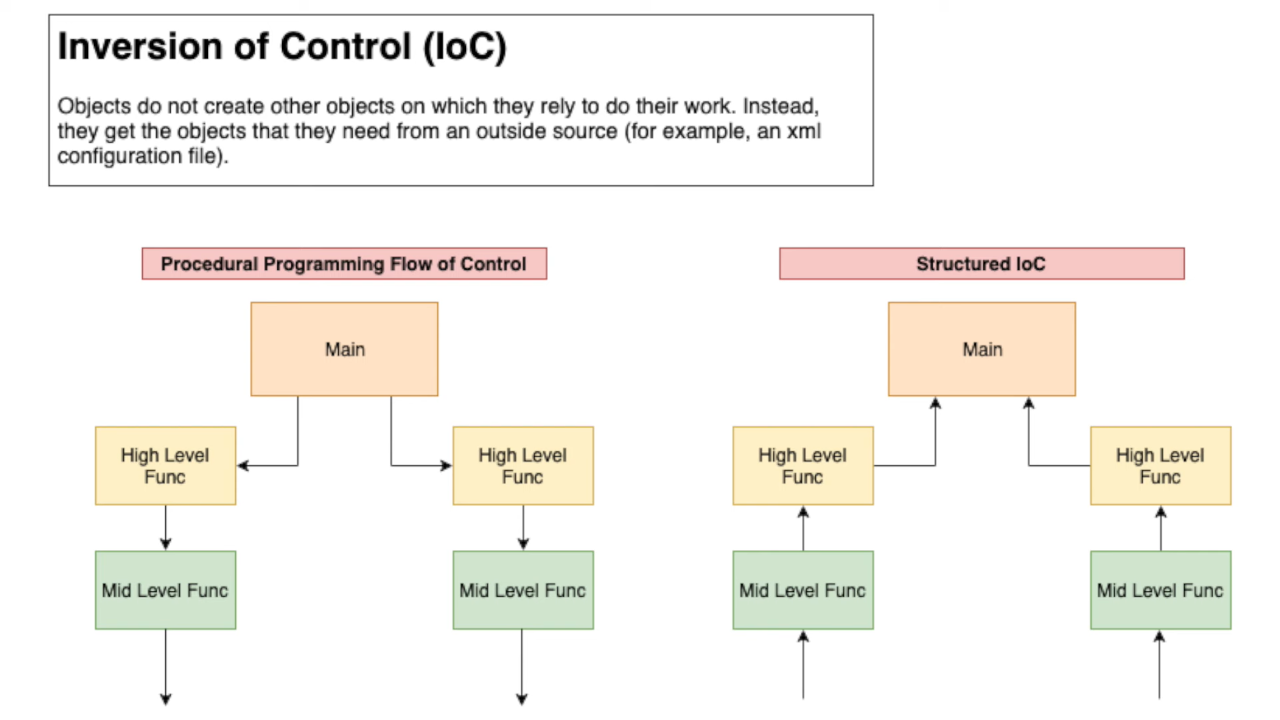 Inversion of Control (IoC)
Objects do not create other objects on which they rely to do their work. Instead,
they get the objects that they need from an outside source (for example, an xml
configuration file).
Procedural Programming Flow of Control
Main
High Level
Func
High Level
Func
Mid Level Func
Mid Level Func
Structured IoC
Main
High Level
Func
High Level
Func
Mid Level Func
Mid Level Func